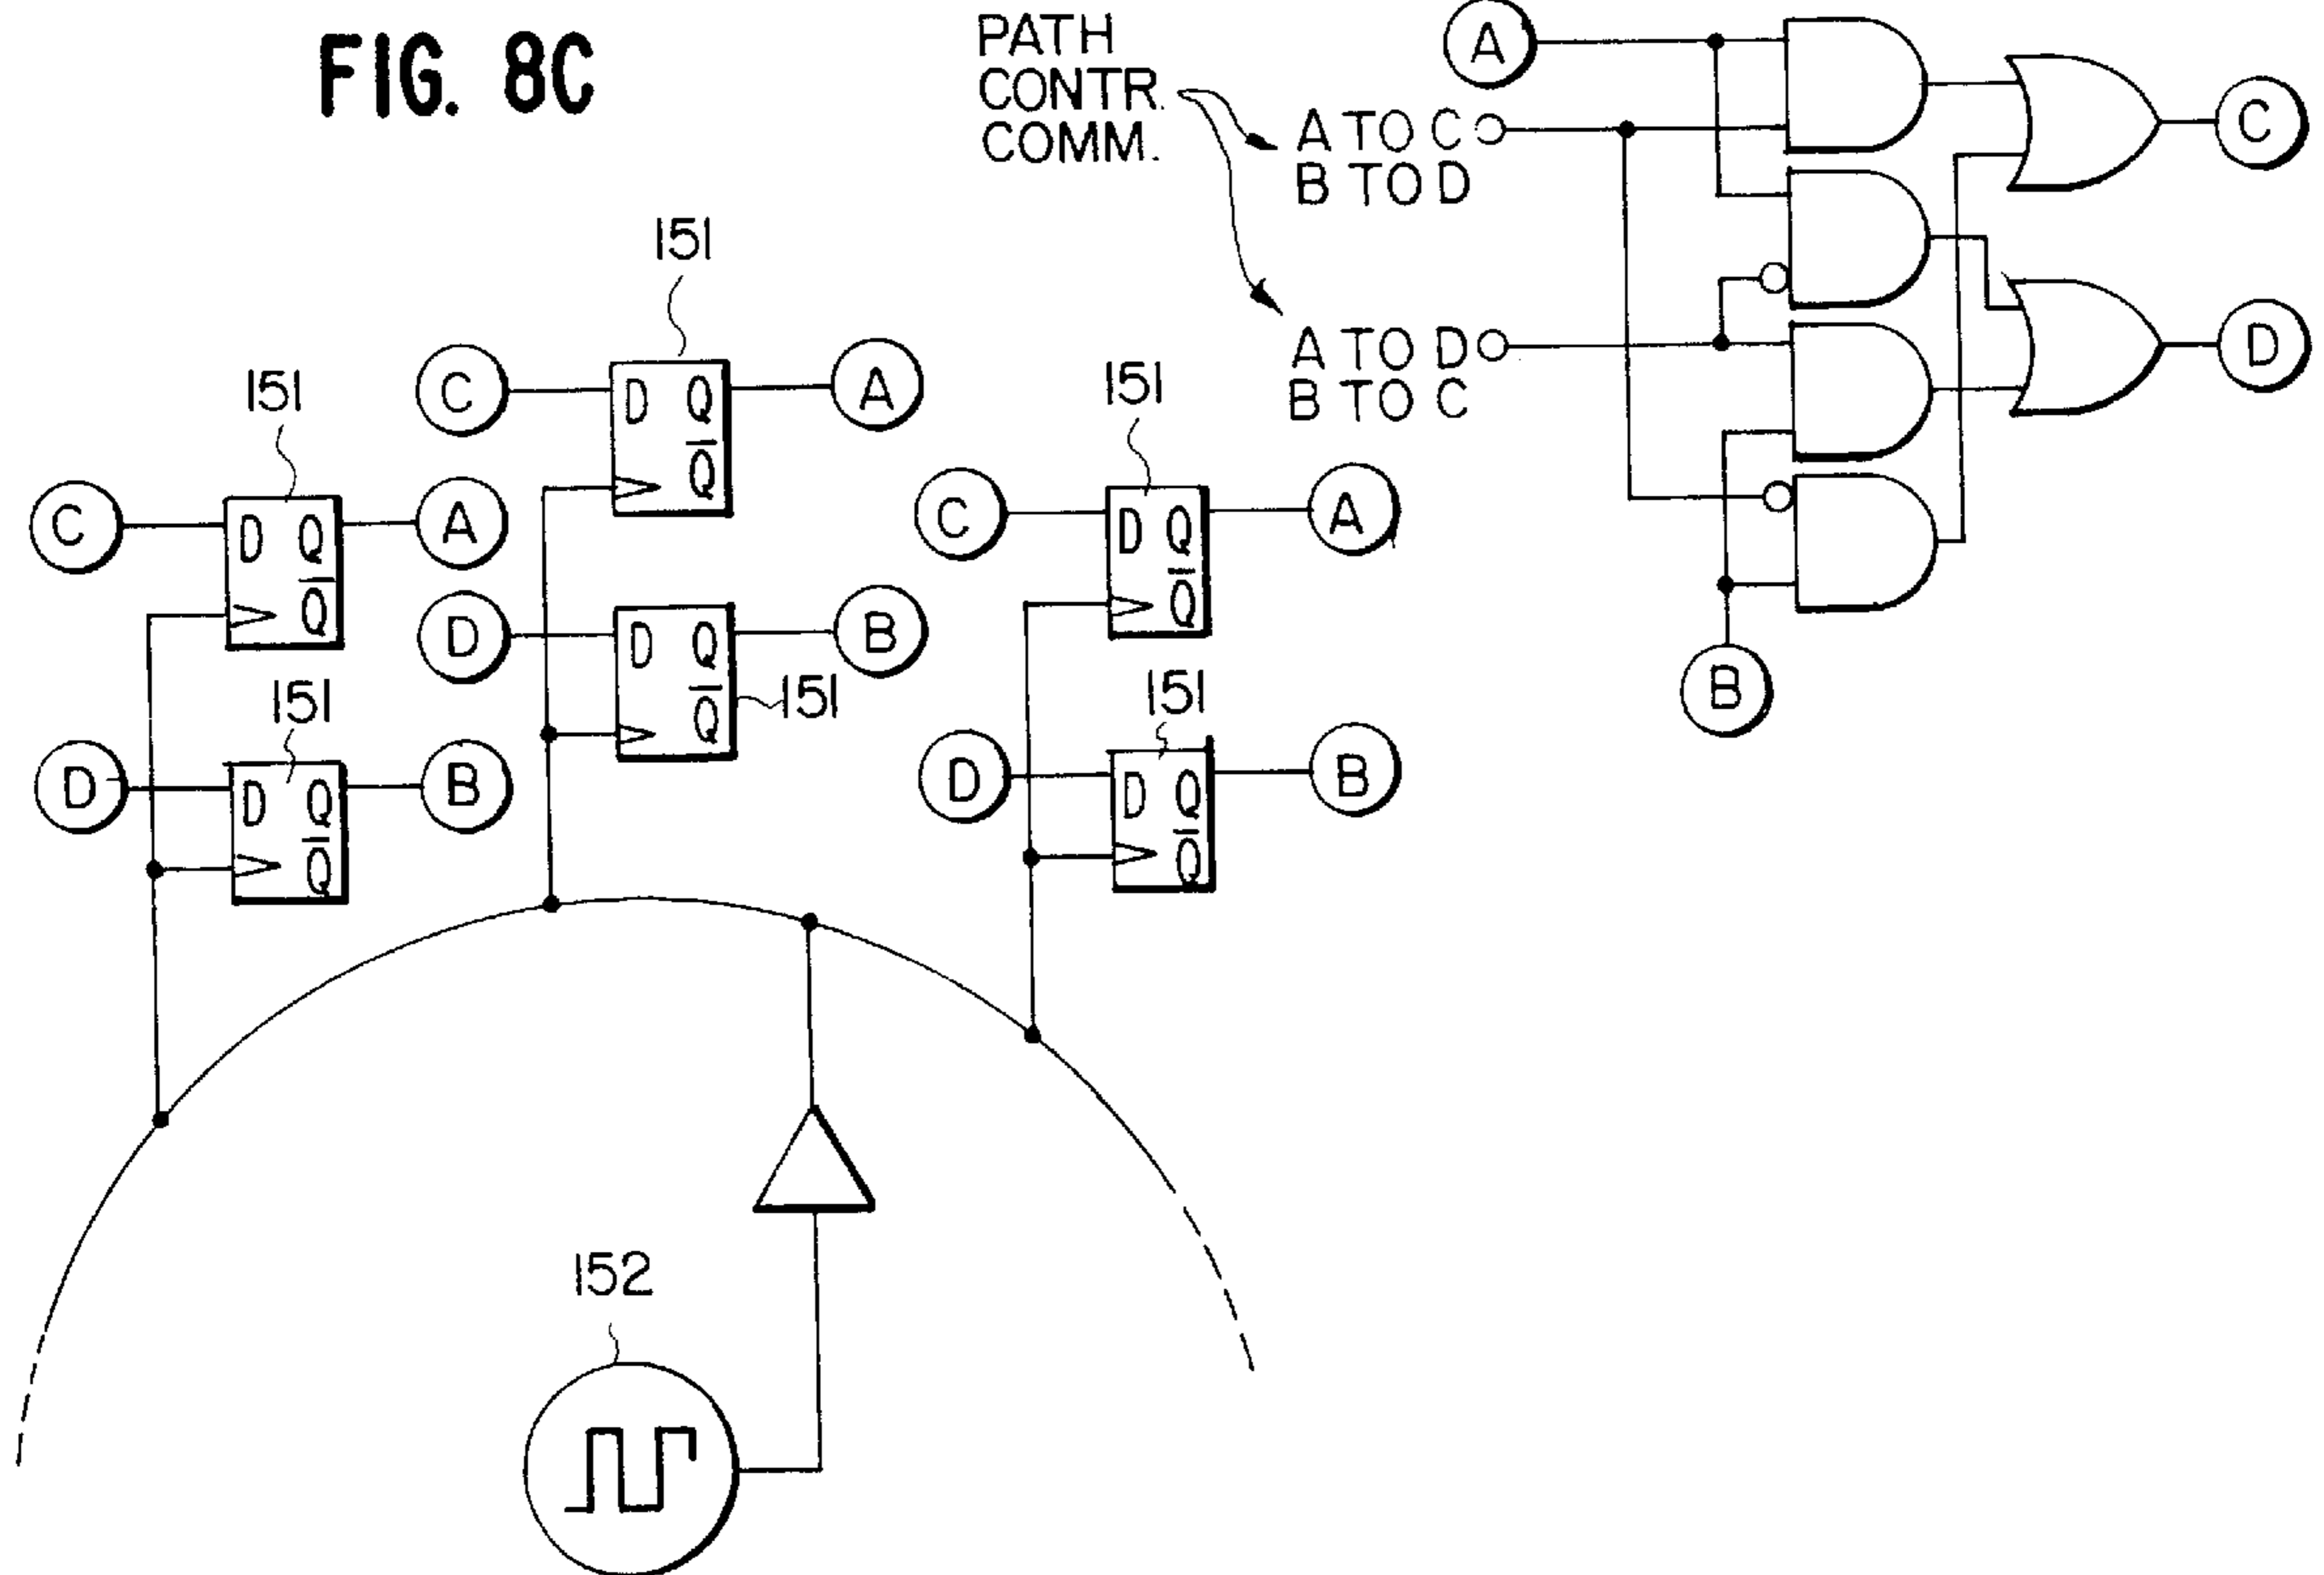 FIG. 8C
PATH
CONTR.
COMM.
A TO C
B TO D
A TO D
B TO C
A
C
D
B
151
C
D Q
Q̅
A
151
D
D Q
Q̅
B
151
C
D Q
Q̅
A
D
D Q
Q̅
B
151
151
C
D Q
Q̅
A
151
D
D Q
Q̅
B
152